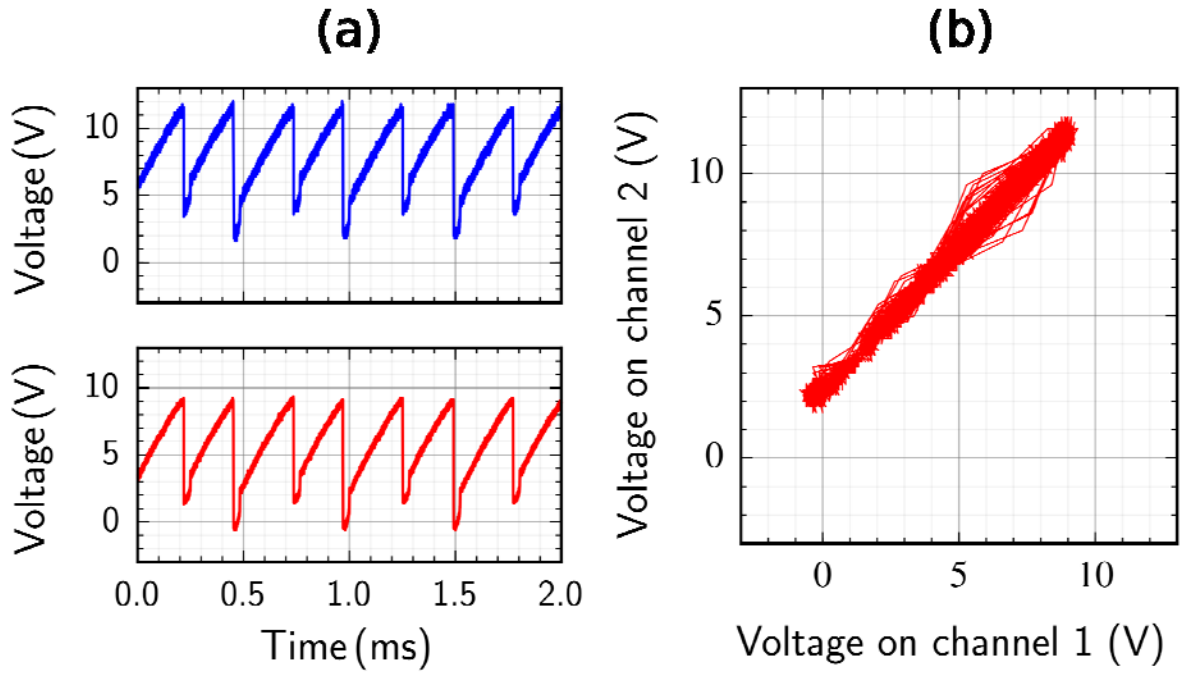 (a)
Voltage (V)
10
5
0
Voltage (V)
10
5
0
0.0 0.5 1.0 1.5 2.0
Time (ms)
(b)
Voltage on channel 2 (V)
10
5
0
0 5 10
Voltage on channel 1 (V)